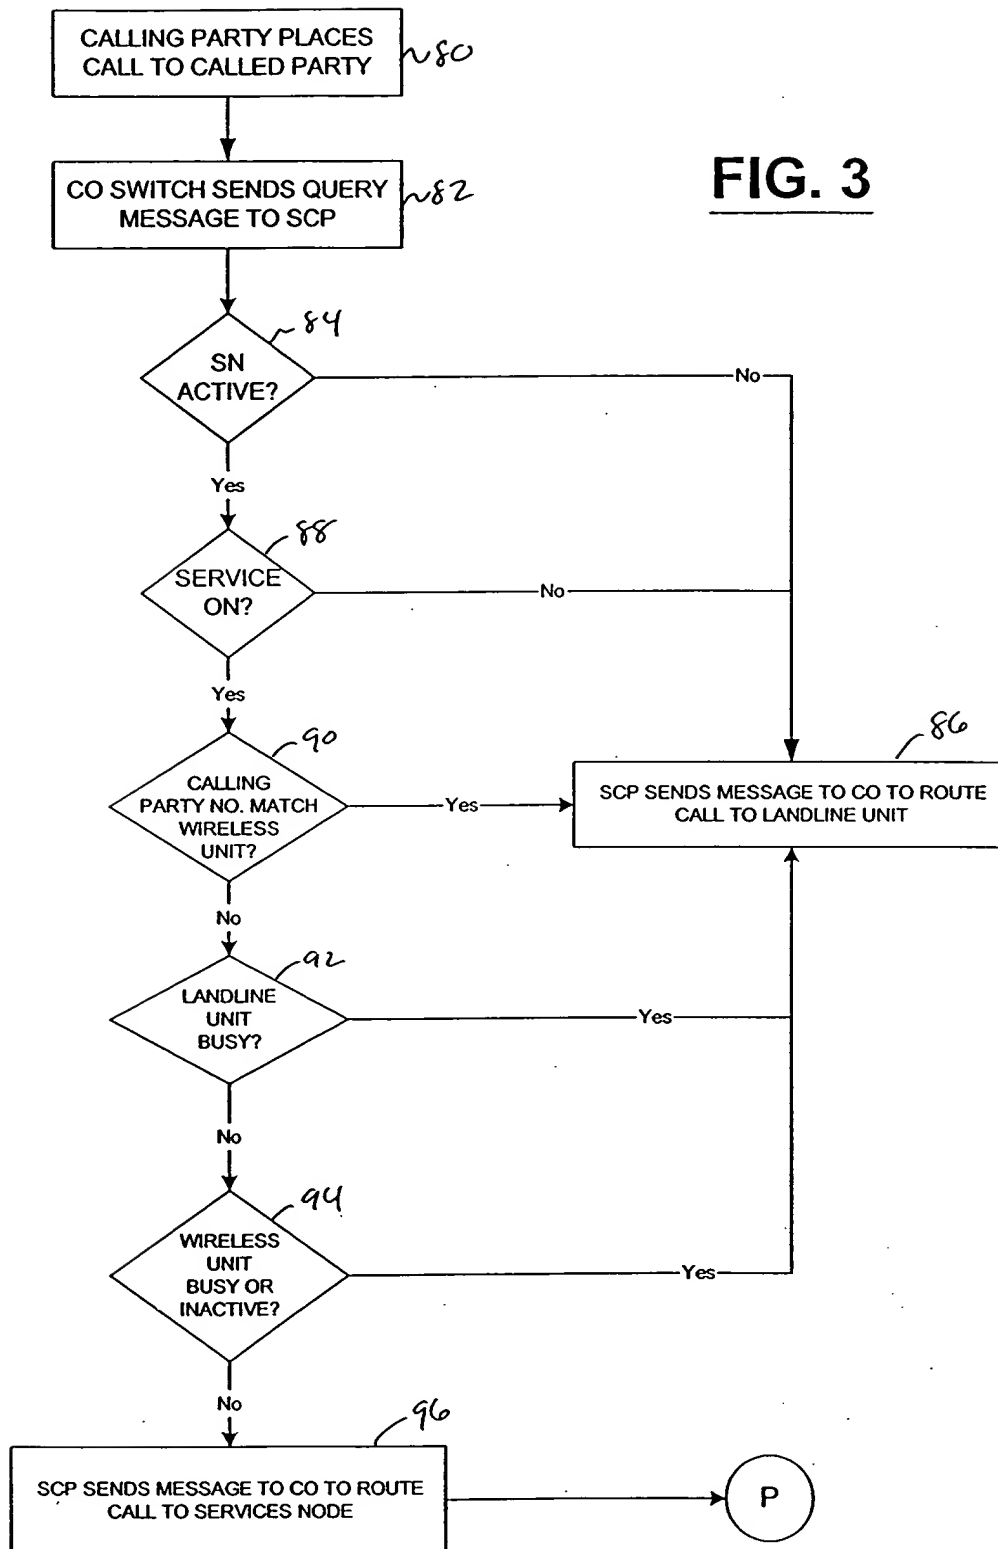 CALLING PARTY PLACES
CALL TO CALLED PARTY
80
CO SWITCH SENDS QUERY
MESSAGE TO SCP
82
FIG. 3
84
SN
ACTIVE?
No
Yes
88
SERVICE
ON?
No
Yes
90
CALLING
PARTY NO. MATCH
WIRELESS
UNIT?
Yes
86
SCP SENDS MESSAGE TO CO TO ROUTE
CALL TO LANDLINE UNIT
No
92
LANDLINE
UNIT
BUSY?
Yes
No
94
WIRELESS
UNIT
BUSY OR
INACTIVE?
Yes
No
96
SCP SENDS MESSAGE TO CO TO ROUTE
CALL TO SERVICES NODE
P